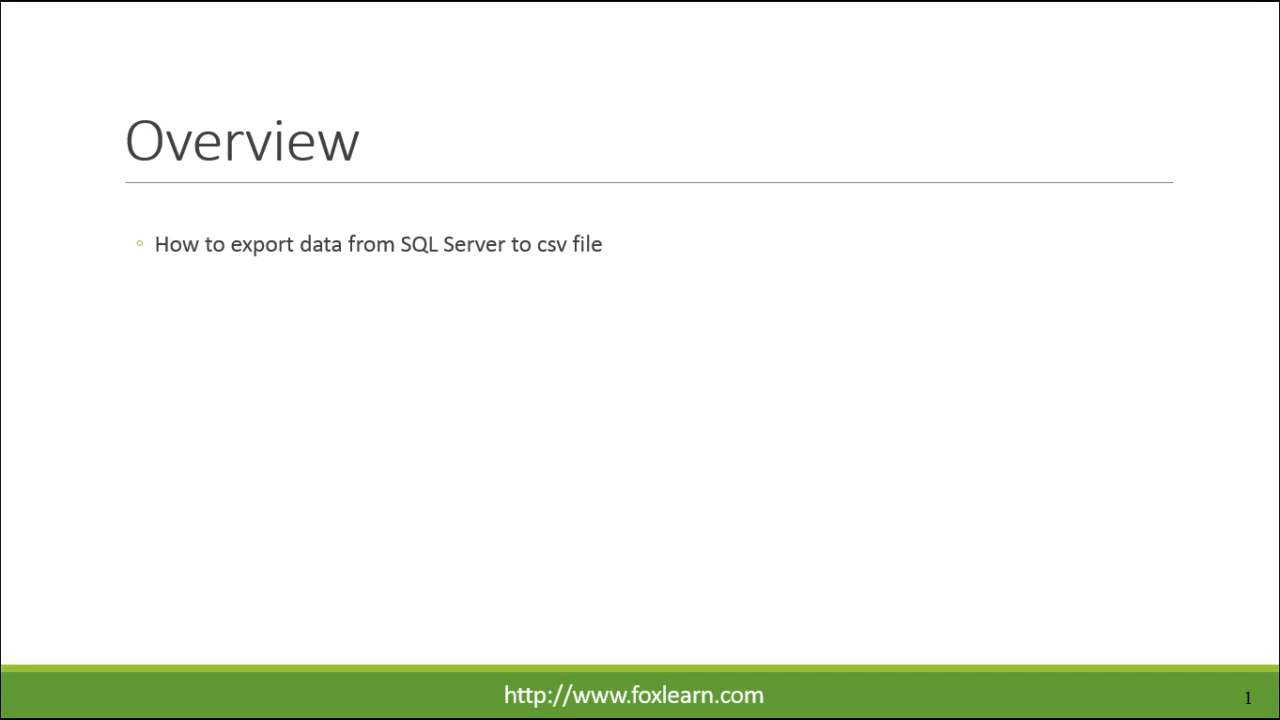 Overview
◦ How to export data from SQL Server to csv file
http://www.foxlearn.com
1